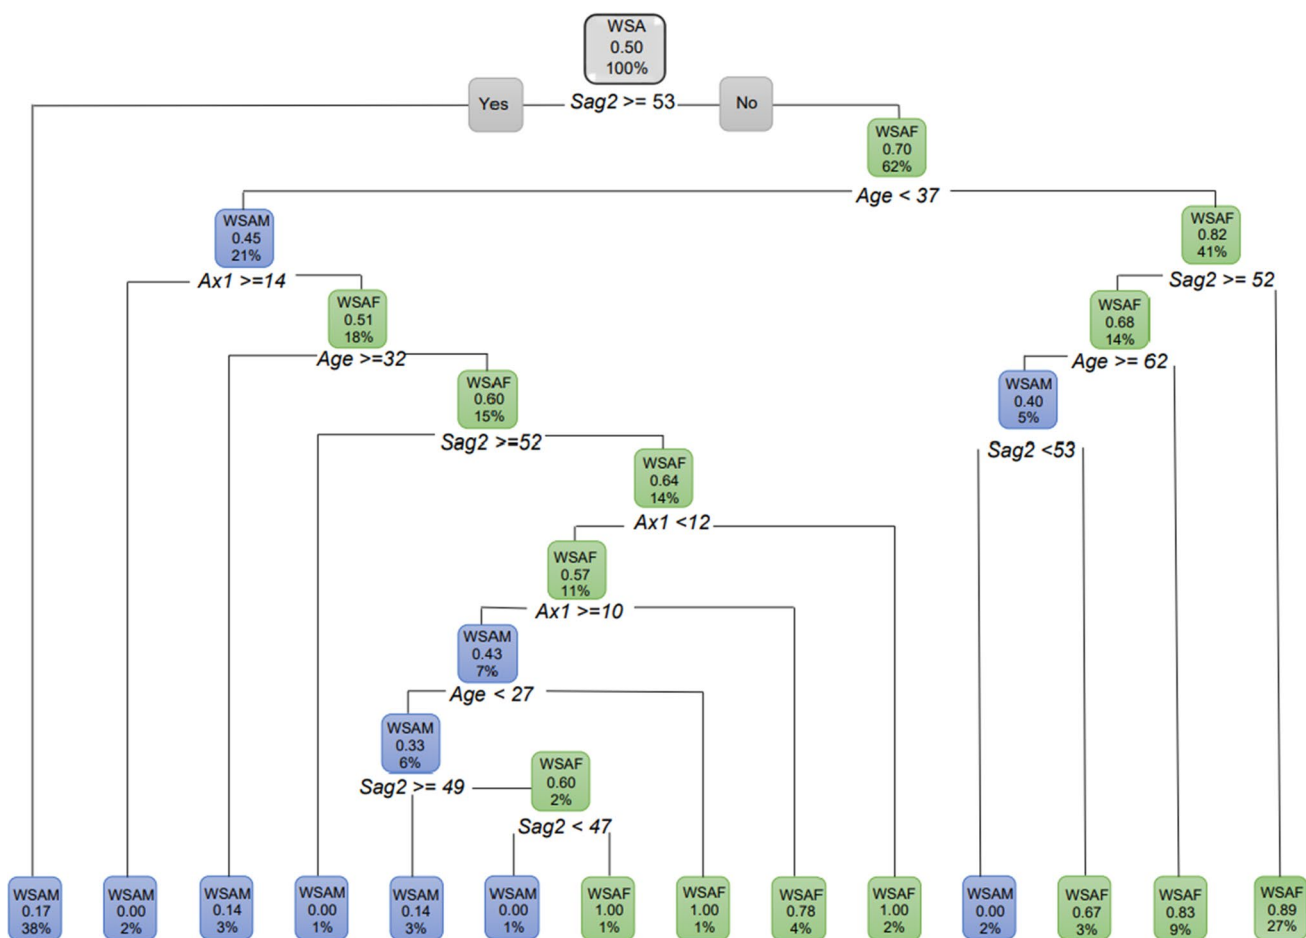 WSA
0.50
100%
Yes
Sag2 >= 53
No
WSAF
0.70
62%
Age < 37
WSAM
0.45
21%
Ax1 >=14
WSAF
0.82
41%
Sag2 >= 52
WSAF
0.51
18%
Age >=32
WSAF
0.68
14%
Age >= 62
WSAF
0.60
15%
Sag2 >=52
WSAM
0.40
5%
Sag2 <53
WSAF
0.64
14%
Ax1 <12
WSAF
0.57
11%
Ax1 >=10
WSAM
0.43
7%
Age < 27
WSAM
0.33
6%
Sag2 >= 49
WSAF
0.60
2%
Sag2 < 47
WSAM
0.17
38%
WSAM
0.00
2%
WSAM
0.14
3%
WSAM
0.00
1%
WSAM
0.14
3%
WSAM
0.00
1%
WSAF
1.00
1%
WSAF
1.00
1%
WSAF
0.78
4%
WSAF
1.00
2%
WSAM
0.00
2%
WSAF
0.67
3%
WSAF
0.83
9%
WSAF
0.89
27%